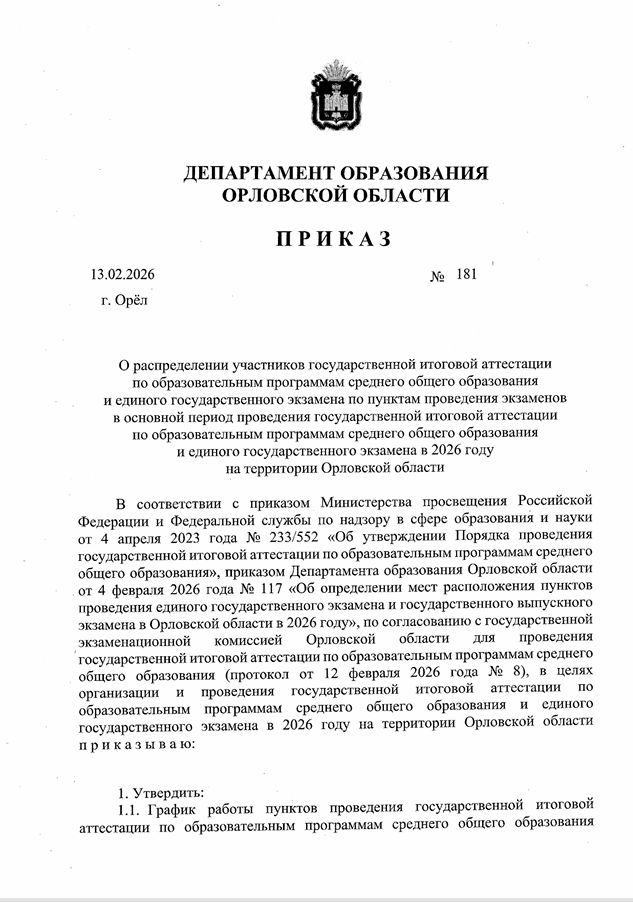 ДЕПАРТАМЕНТ ОБРАЗОВАНИЯ
ОРЛОВСКОЙ ОБЛАСТИ
П Р И К А З
13.02.2026
№ 181
г. Орёл
О распределении участников государственной итоговой аттестации
по образовательным программам среднего общего образования
и единого государственного экзамена по пунктам проведения экзаменов
в основной период проведения государственной итоговой аттестации
по образовательным программам среднего общего образования
и единого государственного экзамена в 2026 году
на территории Орловской области
В соответствии с приказом Министерства просвещения Российской
Федерации и Федеральной службы по надзору в сфере образования и науки
от 4 апреля 2023 года № 233/552 «Об утверждении Порядка проведения
государственной итоговой аттестации по образовательным программам среднего
общего образования», приказом Департамента образования Орловской области
от 4 февраля 2026 года № 117 «Об определении мест расположения пунктов
проведения единого государственного экзамена и государственного выпускного
экзамена в Орловской области в 2026 году», по согласованию с государственной
экзаменационной комиссией Орловской области для проведения
государственной итоговой аттестации по образовательным программам среднего
общего образования (протокол от 12 февраля 2026 года № 8), в целях
организации и проведения государственной итоговой аттестации по
образовательным программам среднего общего образования и единого
государственного экзамена в 2026 году на территории Орловской области
п р и к а з ы в а ю:
1. Утвердить:
1.1. График работы пунктов проведения государственной итоговой
аттестации по образовательным программам среднего общего образования